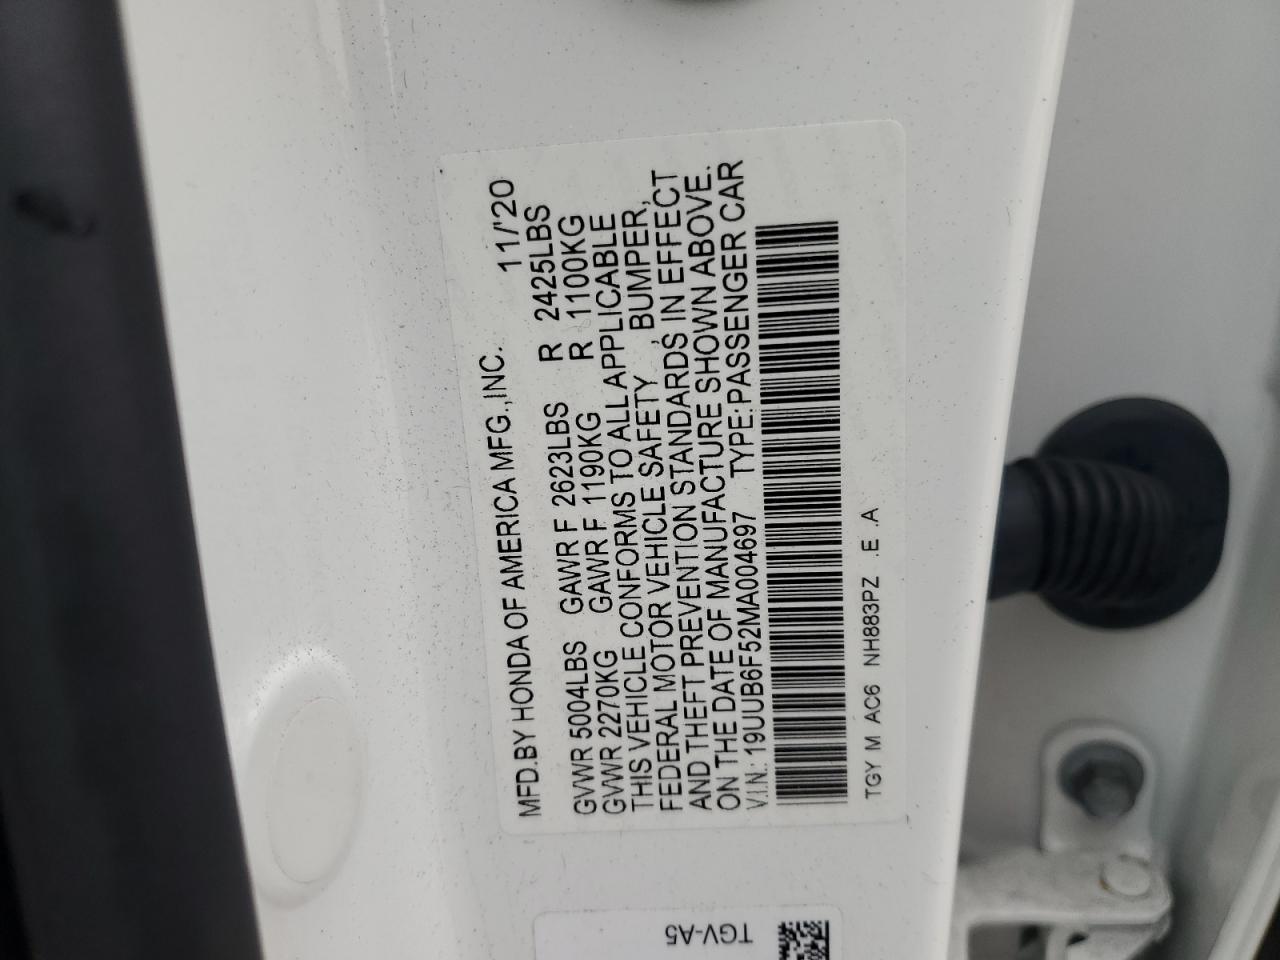 MFD.BY HONDA OF AMERICA MFG.,INC. 11/'20
GVWR 5004LBS GAWR F 2623LBS R 2425LBS
GVWR 2270KG GAWR F 1190KG R 1100KG
THIS VEHICLE CONFORMS TO ALL APPLICABLE
FEDERAL MOTOR VEHICLE SAFETY , BUMPER,
AND THEFT PREVENTION STANDARDS IN EFFECT
ON THE DATE OF MANUFACTURE SHOWN ABOVE.
V.I.N.: 19UUB6F52MA004697 TYPE:PASSENGER CAR
TGY M AC6 NH883PZ .E .A
TGV-A5